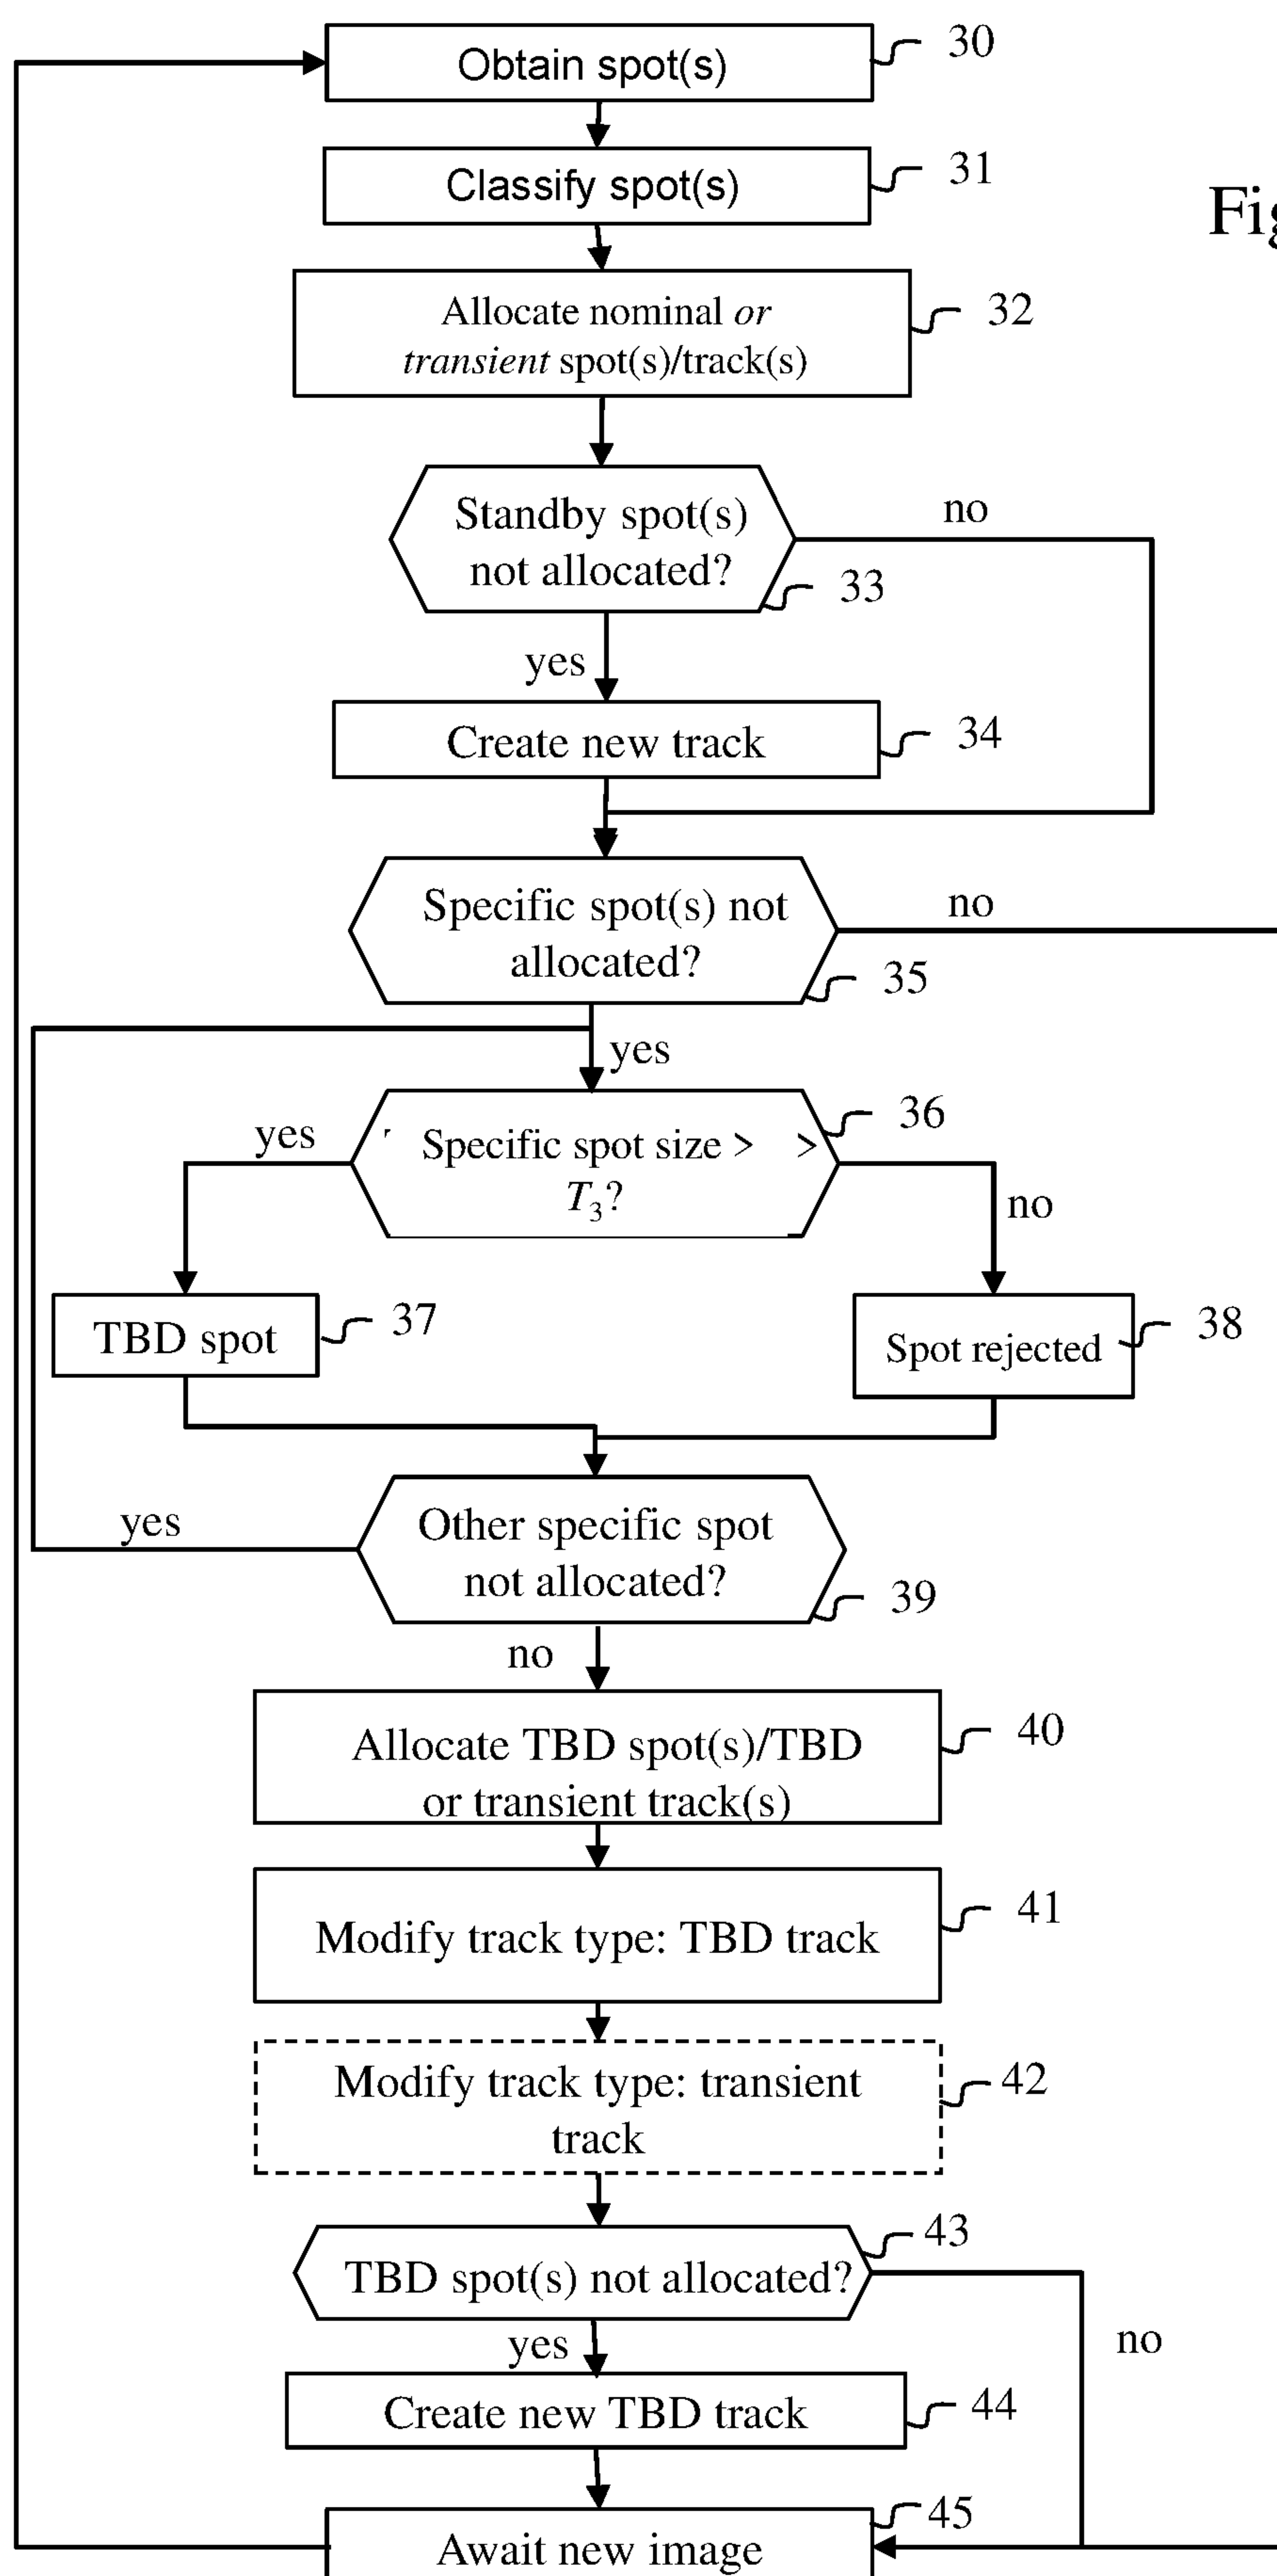 Obtain spot(s)
30
Classify spot(s)
31
Fig
Allocate nominal or
transient spot(s)/track(s)
32
Standby spot(s)
not allocated?
no
33
yes
Create new track
34
Specific spot(s) not
allocated?
no
35
yes
yes
Specific spot size > >
T3?
36
no
TBD spot
37
Spot rejected
38
yes
Other specific spot
not allocated?
39
no
Allocate TBD spot(s)/TBD
or transient track(s)
40
Modify track type: TBD track
41
Modify track type: transient
track
42
TBD spot(s) not allocated?
43
yes
no
Create new TBD track
44
Await new image
45